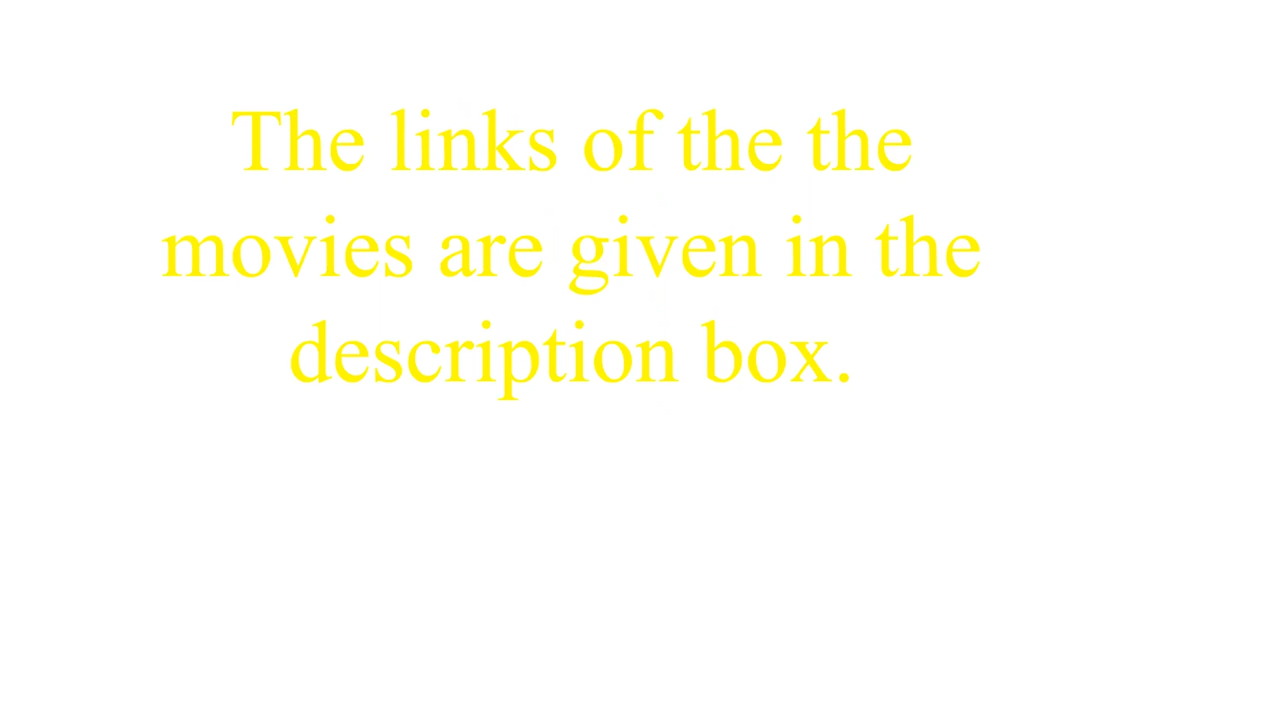 The links of the the
movies are given in the
description box.